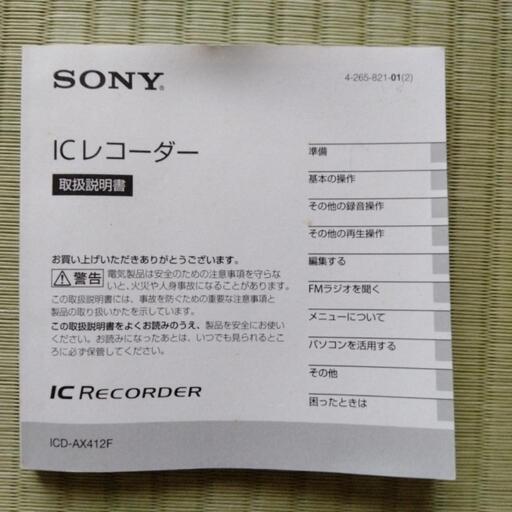 SONY®
4-265-821-01(2)
ICレコーダー
取扱説明書
お買い上げいただきありがとうございます。
警告 電気製品は安全のための注意事項を守らな
いと、火災や人身事故になることがあります。
この取扱説明書には、事故を防ぐための重要な注意事項と
製品の取り扱いかたを示しています。
この取扱説明書をよくお読みのうえ、製品を安全にお使い
ください。お読みになったあとは、いつでも見られるとこ
ろに必ず保管してください。
IC RECORDER
ICD-AX412F
準備
基本の操作
その他の録音操作
その他の再生操作
編集する
FMラジオを聞く
メニューについて
パソコンを活用する
その他
困ったときは